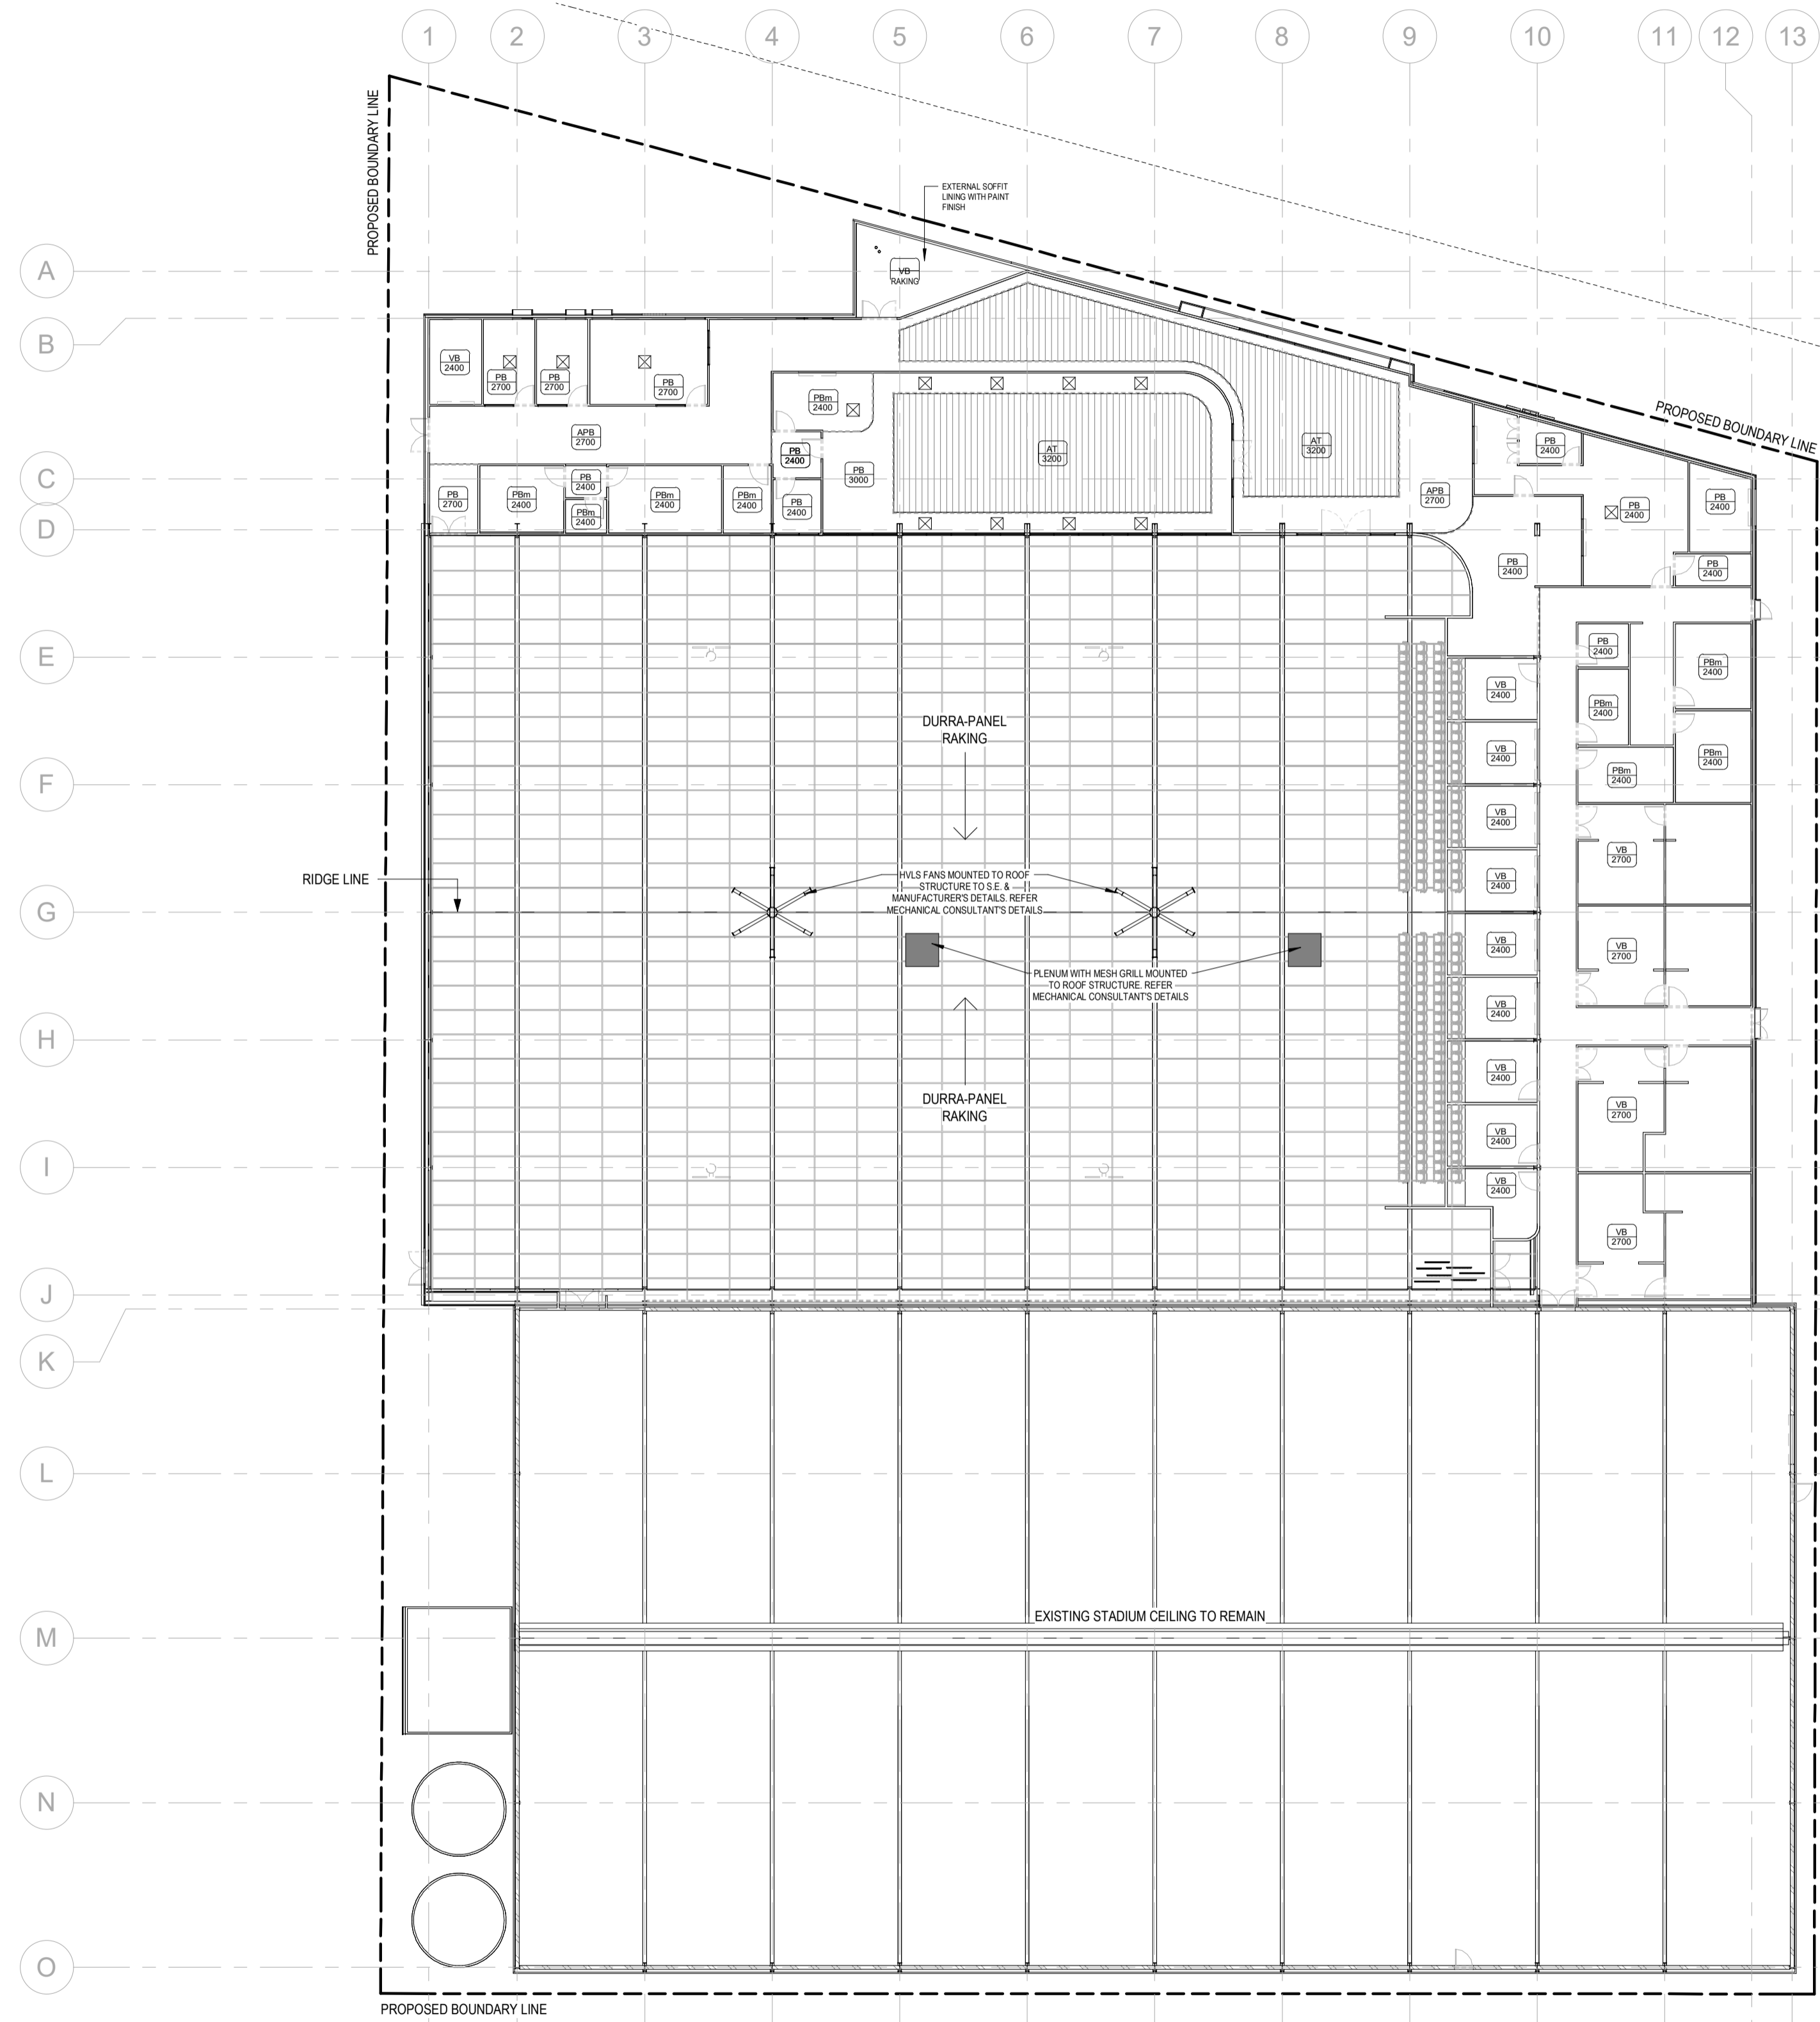 1 2 3 4 5 6 7 8 9 10 11 12 13
PROPOSED BOUNDARY LINE
EXTERNAL SOFFIT
LINING WITH PAINT
FINISH
A
VB
RAKING
B
VB
2400
PB
2700
PB
2700
PB
2700
PBm
2400
PROPOSED BOUNDARY LINE
APB
2700
PB
2400
AT
3200
AT
3200
PB
2400
C
PB
2700
PBm
2400
PB
2400
PBm
2400
PBm
2400
PB
3000
APB
2700
PB
2400
PB
2400
PBm
2400
PB
2400
D
PB
2400
PB
2400
E
PB
2400
PBm
2400
VB
2400
PBm
2400
DURRA-PANEL
RAKING
VB
2400
PBm
2400
PBm
2400
F
VB
2400
VB
2700
RIDGE LINE
HVLS FANS MOUNTED TO ROOF
STRUCTURE TO S.E. &
MANUFACTURER'S DETAILS. REFER
MECHANICAL CONSULTANT'S DETAILS
VB
2400
G
VB
2400
VB
2700
PLENUM WITH MESH GRILL MOUNTED
TO ROOF STRUCTURE. REFER
MECHANICAL CONSULTANT'S DETAILS
VB
2400
H
VB
2400
DURRA-PANEL
RAKING
VB
2700
VB
2400
I
VB
2400
VB
2700
J
K
L
EXISTING STADIUM CEILING TO REMAIN
M
N
O
PROPOSED BOUNDARY LINE